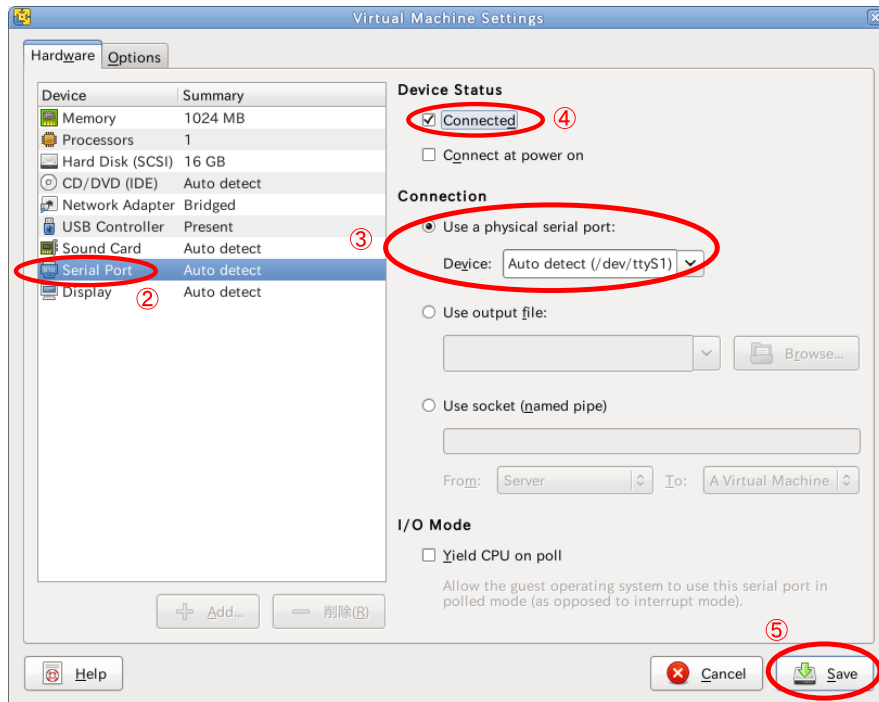 Virtual Machine Settings
Hardware Options
Device Summary
Memory 1024 MB
Processors 1
Hard Disk (SCSI) 16 GB
CD/DVD (IDE) Auto detect
Network Adapter Bridged
USB Controller Present
Sound Card Auto detect
Serial Port Auto detect
②
Display Auto detect
Add...
削除(R)
Device Status
Connected ④
Connect at power on
Connection
③ Use a physical serial port:
Device: Auto detect (/dev/ttyS1)
Use output file:
Browse...
Use socket (named pipe)
From: Server To: A Virtual Machine
I/O Mode
Yield CPU on poll
Allow the guest operating system to use this serial port in
polled mode (as opposed to interrupt mode).
⑤
Help Cancel Save